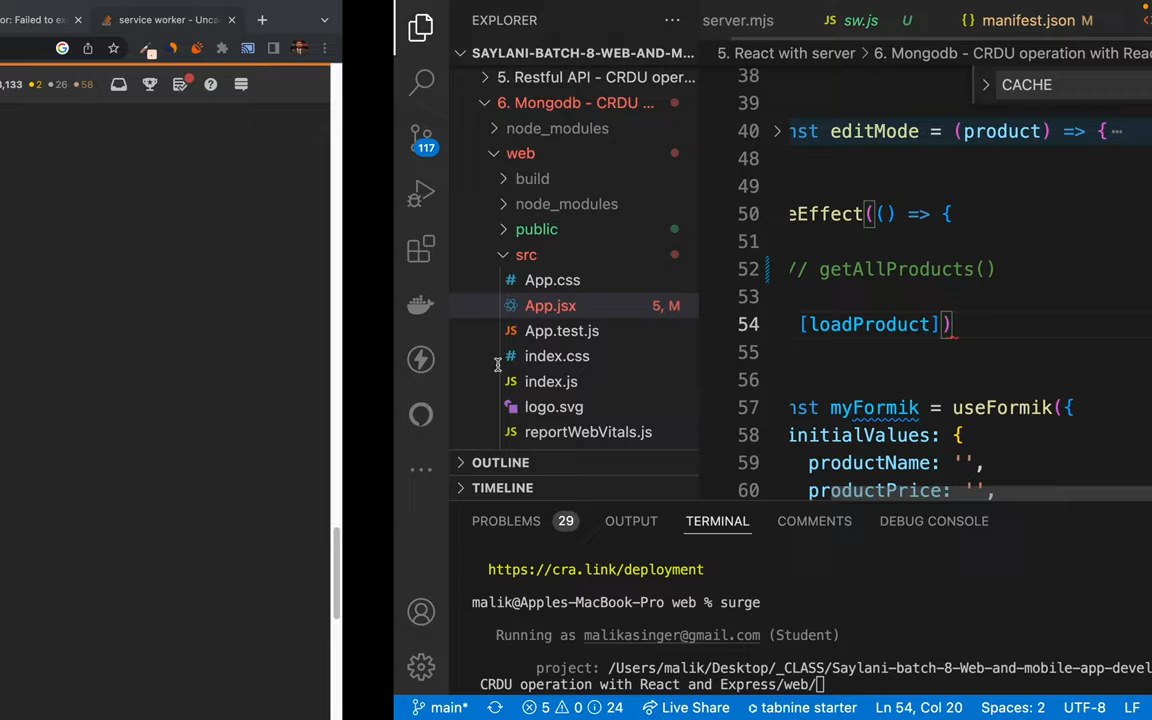 or: Failed to ex
service worker - Unca
,133 2 26 58
EXPLORER
SAYLANI-BATCH-8-WEB-AND-M...
5. Restful API - CRDU oper...
6. Mongodb - CRDU ...
node_modules
web
build
node_modules
public
src
App.css
App.jsx 5, M
App.test.js
index.css
index.js
logo.svg
reportWebVitals.js
OUTLINE
TIMELINE
117
server.mjs sw.js U manifest.json M
5. React with server > 6. Mongodb - CRDU operation with Reac
CACHE
38
39
40 nst editMode = (product) => {
48
49
50 eEffect(() => {
51
52 // getAllProducts()
53
54 [loadProduct])
55
56
57 nst myFormik = useFormik({
58 initialValues: {
59 productName: '',
60 productPrice: '',
PROBLEMS 29 OUTPUT TERMINAL COMMENTS DEBUG CONSOLE
https://cra.link/deployment
malik@Apples-MacBook-Pro web % surge
Running as malikasinger@gmail.com (Student)
project: /Users/malik/Desktop/_CLASS/Saylani-batch-8-Web-and-mobile-app-devel
CRDU operation with React and Express/web/
main* 5 0 24 Live Share tabnine starter Ln 54, Col 20 Spaces: 2 UTF-8 LF